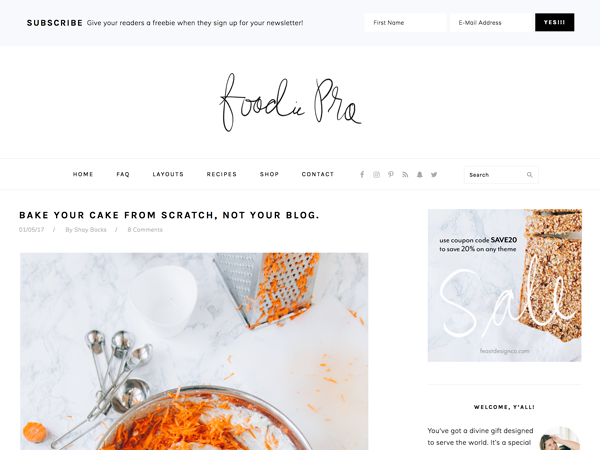 SUBSCRIBE Give your readers a freebie when they sign up for your newsletter!
First Name
E-Mail Address
YES!!!
foodie Pro
HOME FAQ LAYOUTS RECIPES SHOP CONTACT
Search
BAKE YOUR CAKE FROM SCRATCH, NOT YOUR BLOG.
01/05/17 / By Shay Bocks / 8 Comments
use coupon code SAVE20
to save 20% on any theme
Sale
feastdesignco.com
WELCOME, Y'ALL!
You've got a divine gift designed
to serve the world. It's a special